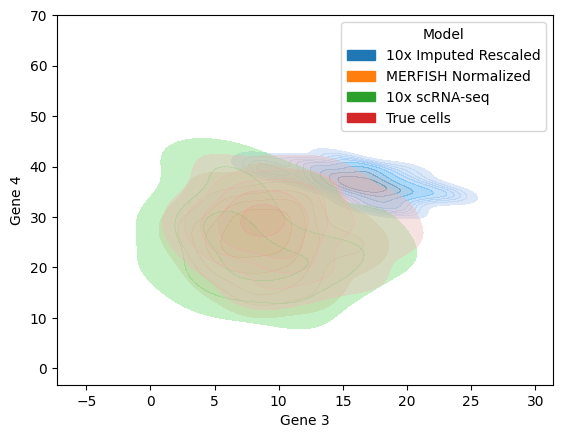 70
60
50
40
30
20
10
0
Gene 4
Model
10x Imputed Rescaled
MERFISH Normalized
10x scRNA-seq
True cells
−5 0 5 10 15 20 25 30
Gene 3